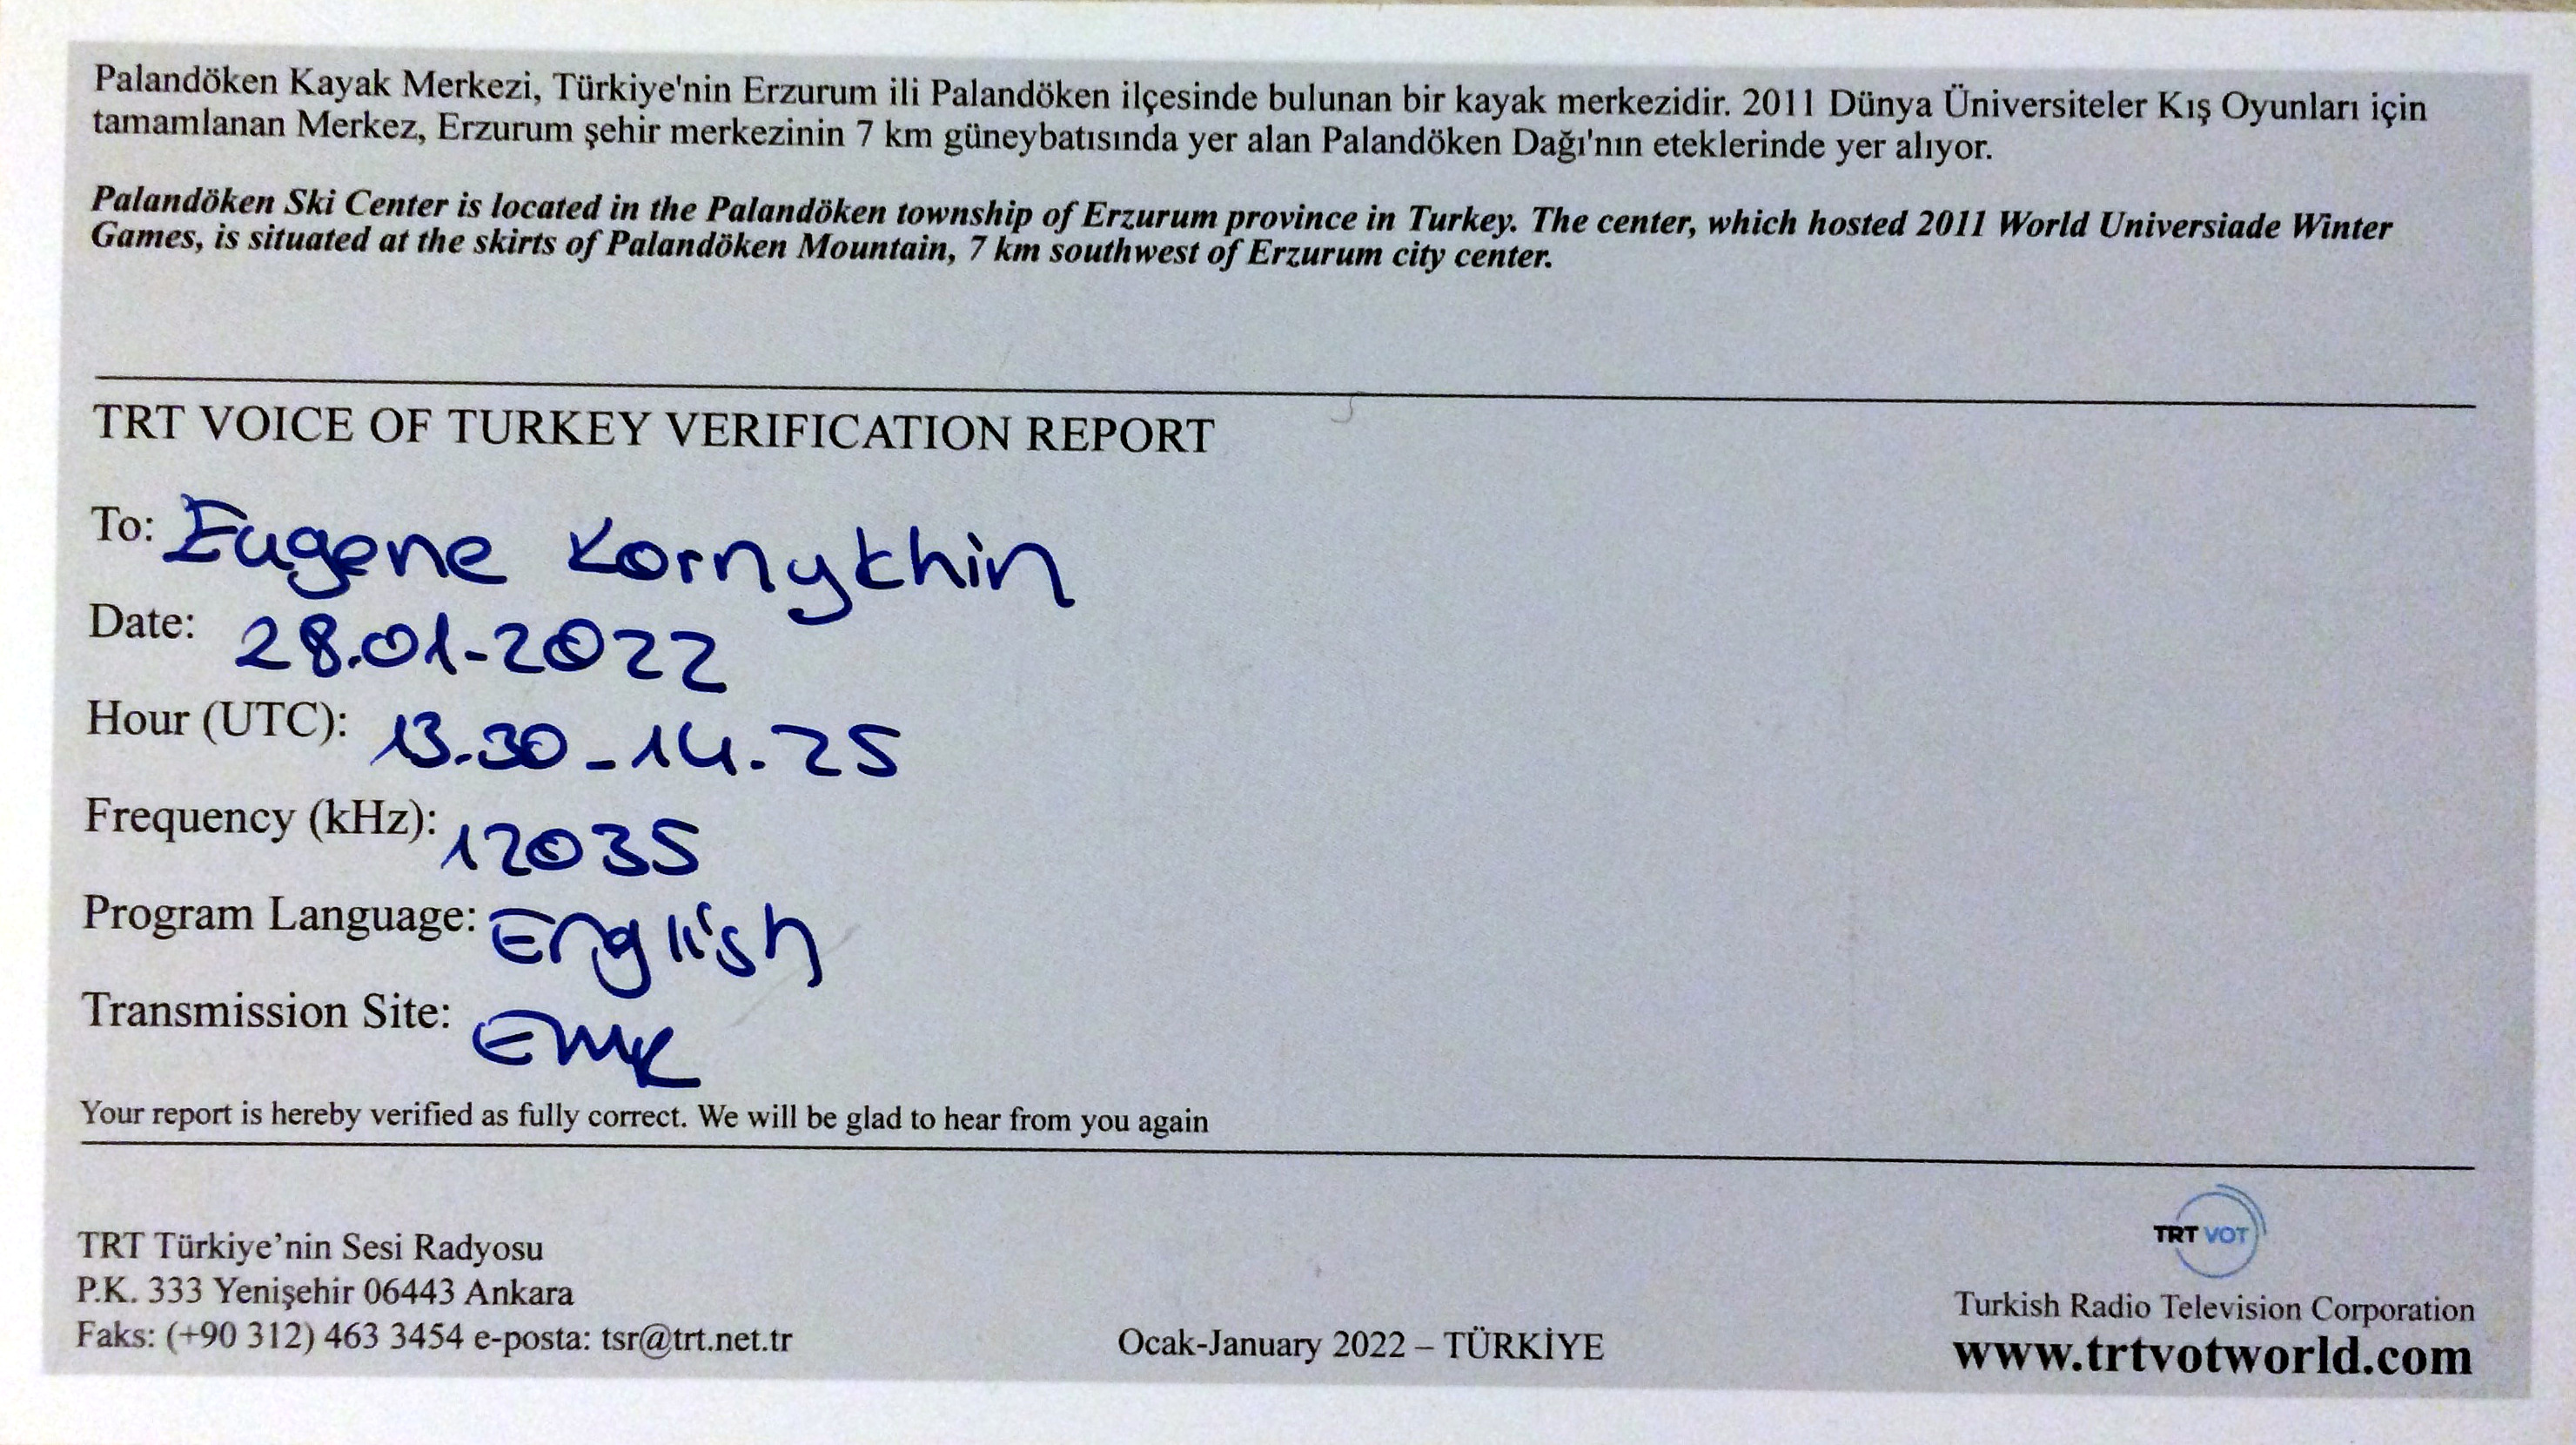 Palandöken Kayak Merkezi, Türkiye'nin Erzurum ili Palandöken ilçesinde bulunan bir kayak merkezidir. 2011 Dünya Üniversiteler Kış Oyunları için
tamamlanan Merkez, Erzurum şehir merkezinin 7 km güneybatısında yer alan Palandöken Dağı'nın eteklerinde yer alıyor.
Palandöken Ski Center is located in the Palandöken township of Erzurum province in Turkey. The center, which hosted 2011 World Universiade Winter
Games, is situated at the skirts of Palandöken Mountain, 7 km southwest of Erzurum city center.
TRT VOICE OF TURKEY VERIFICATION REPORT
To: Eugene Kornykhin
Date: 28.01-2022
Hour (UTC): 13.30-14.25
Frequency (kHz): 12035
Program Language: English
Transmission Site: EMR
Your report is hereby verified as fully correct. We will be glad to hear from you again
TRT Türkiye’nin Sesi Radyosu
P.K. 333 Yenişehir 06443 Ankara
Faks: (+90 312) 463 3454 e-posta: tsr@trt.net.tr
Ocak-January 2022 – TÜRKİYE
TRT VOT
Turkish Radio Television Corporation
www.trtvotworld.com